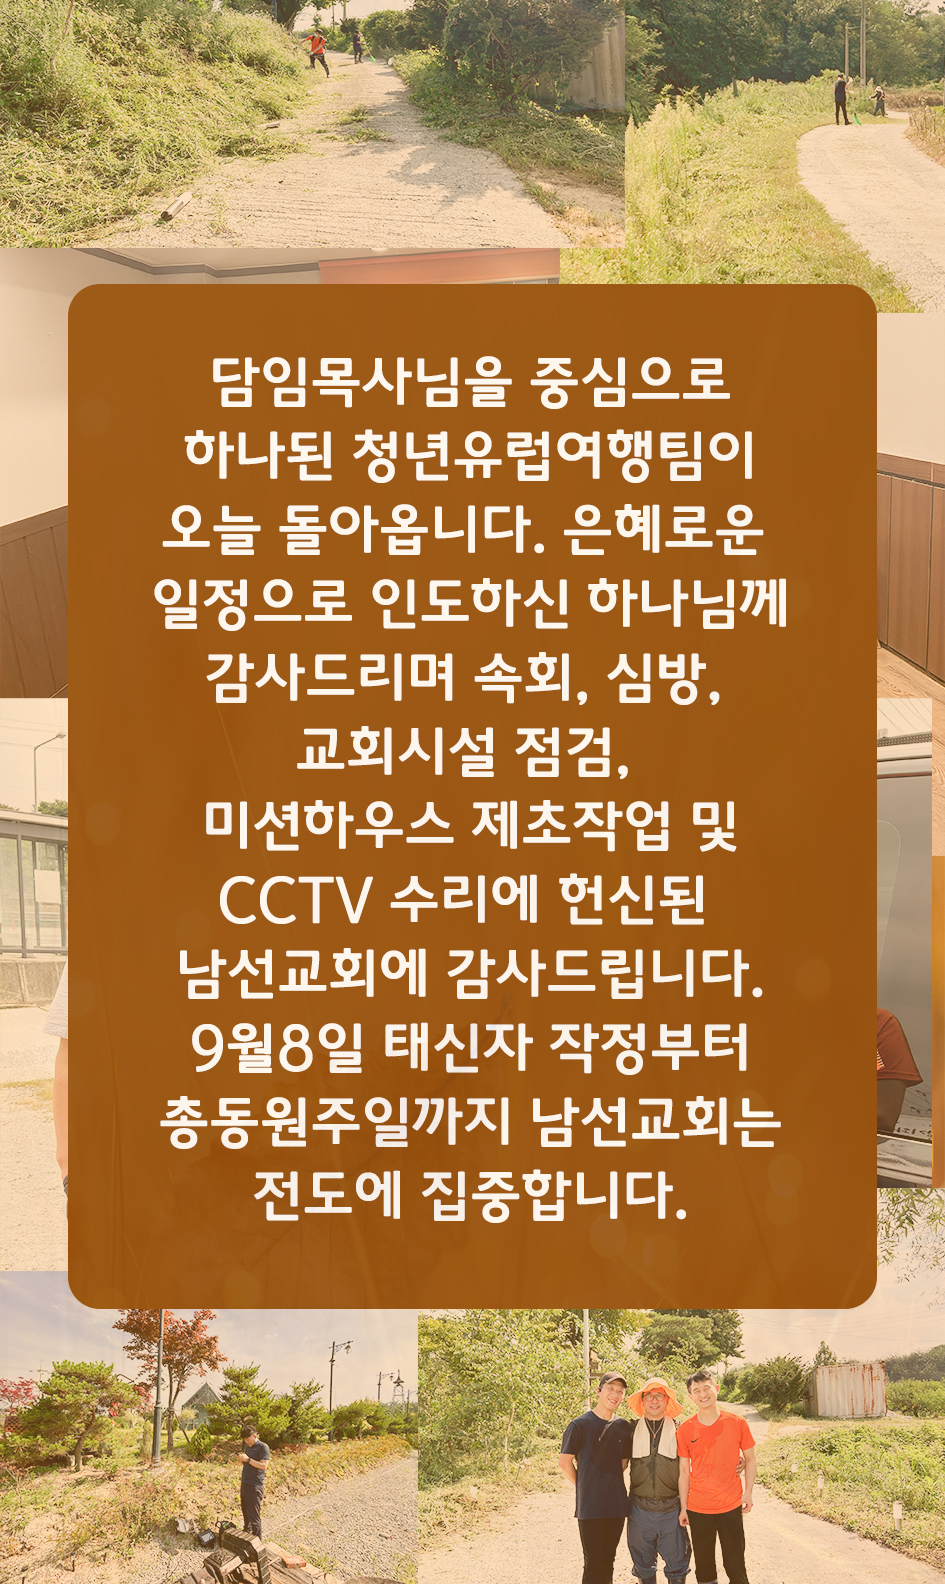 담임목사님을 중심으로
하나된 청년유럽여행팀이
오늘 돌아옵니다. 은혜로운
일정으로 인도하신 하나님께
감사드리며 속회, 심방,
교회시설 점검,
미션하우스 제초작업 및
CCTV 수리에 헌신된
남선교회에 감사드립니다.
9월8일 태신자 작정부터
총동원주일까지 남선교회는
전도에 집중합니다.